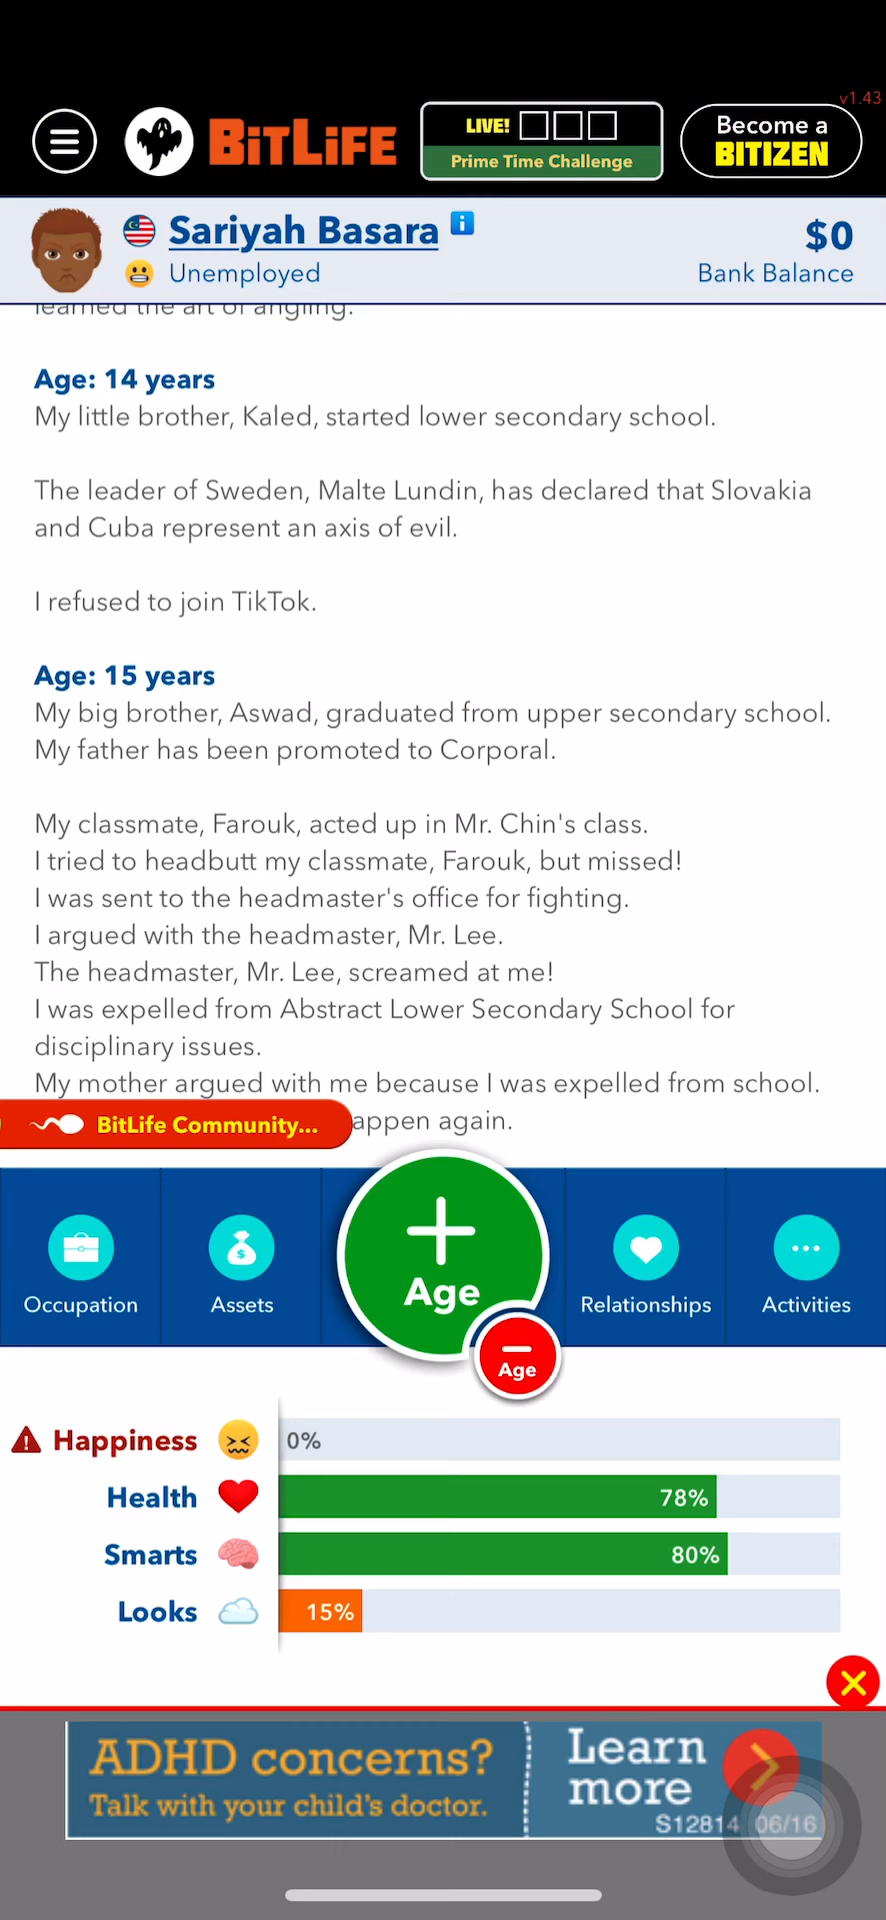 v1.43
BITLIFE
LIVE!
Prime Time Challenge
Become a
BITIZEN
Sariyah Basara
Unemployed
$0
Bank Balance
learned the art of angling.
Age: 14 years
My little brother, Kaled, started lower secondary school.
The leader of Sweden, Malte Lundin, has declared that Slovakia
and Cuba represent an axis of evil.
I refused to join TikTok.
Age: 15 years
My big brother, Aswad, graduated from upper secondary school.
My father has been promoted to Corporal.
My classmate, Farouk, acted up in Mr. Chin's class.
I tried to headbutt my classmate, Farouk, but missed!
I was sent to the headmaster's office for fighting.
I argued with the headmaster, Mr. Lee.
The headmaster, Mr. Lee, screamed at me!
I was expelled from Abstract Lower Secondary School for
disciplinary issues.
My mother argued with me because I was expelled from school.
BitLife Community... appen again.
Age
Occupation
Assets
Relationships
Activities
Age
Happiness 0%
Health 78%
Smarts 80%
Looks 15%
ADHD concerns?
Talk with your child's doctor.
Learn
more
S12814 06/16